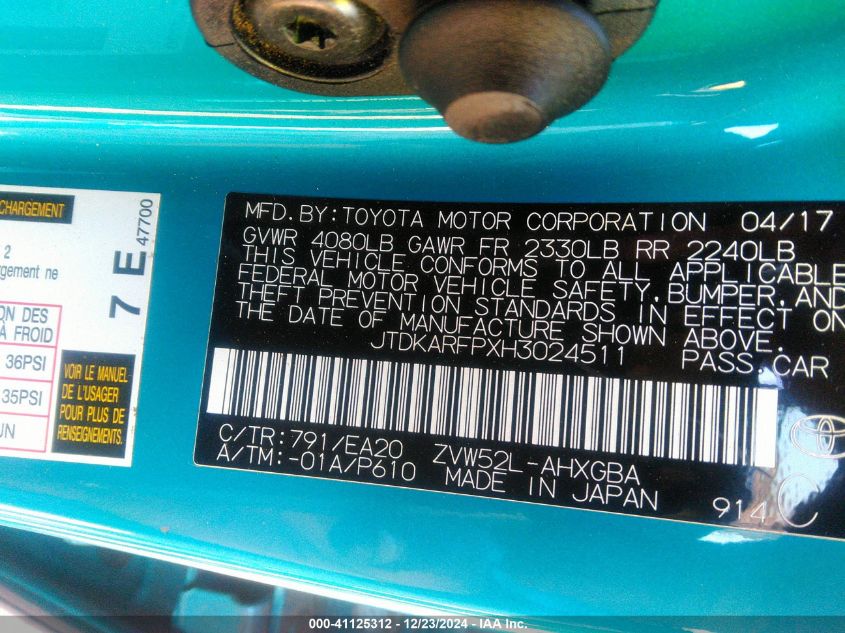 CHARGEMENT
2
rgement ne
ON DES
À FROID
36PSI
35PSI
7 E
47700
VOIR LE MANUEL
DE L'USAGER
POUR PLUS DE
RENSEIGNEMENTS.
MFD.BY:TOYOTA MOTOR CORPORATION 04/17
GVWR 4080LB GAWR FR 2330LB RR 2240LB
THIS VEHICLE CONFORMS TO ALL APPLICABLE
FEDERAL MOTOR VEHICLE SAFETY,BUMPER,AND
THEFT PREVENTION STANDARDS IN EFFECT ON
THE DATE OF MANUFACTURE SHOWN ABOVE.
JTDKARFPXH3024511 PASS.CAR
C/TR:791/EA20 ZVW52L-AHXGBA
A/TM:-01A/P610 MADE IN JAPAN
914 C
000-41125312 - 12/23/2024 - YVA - IAA Inc.